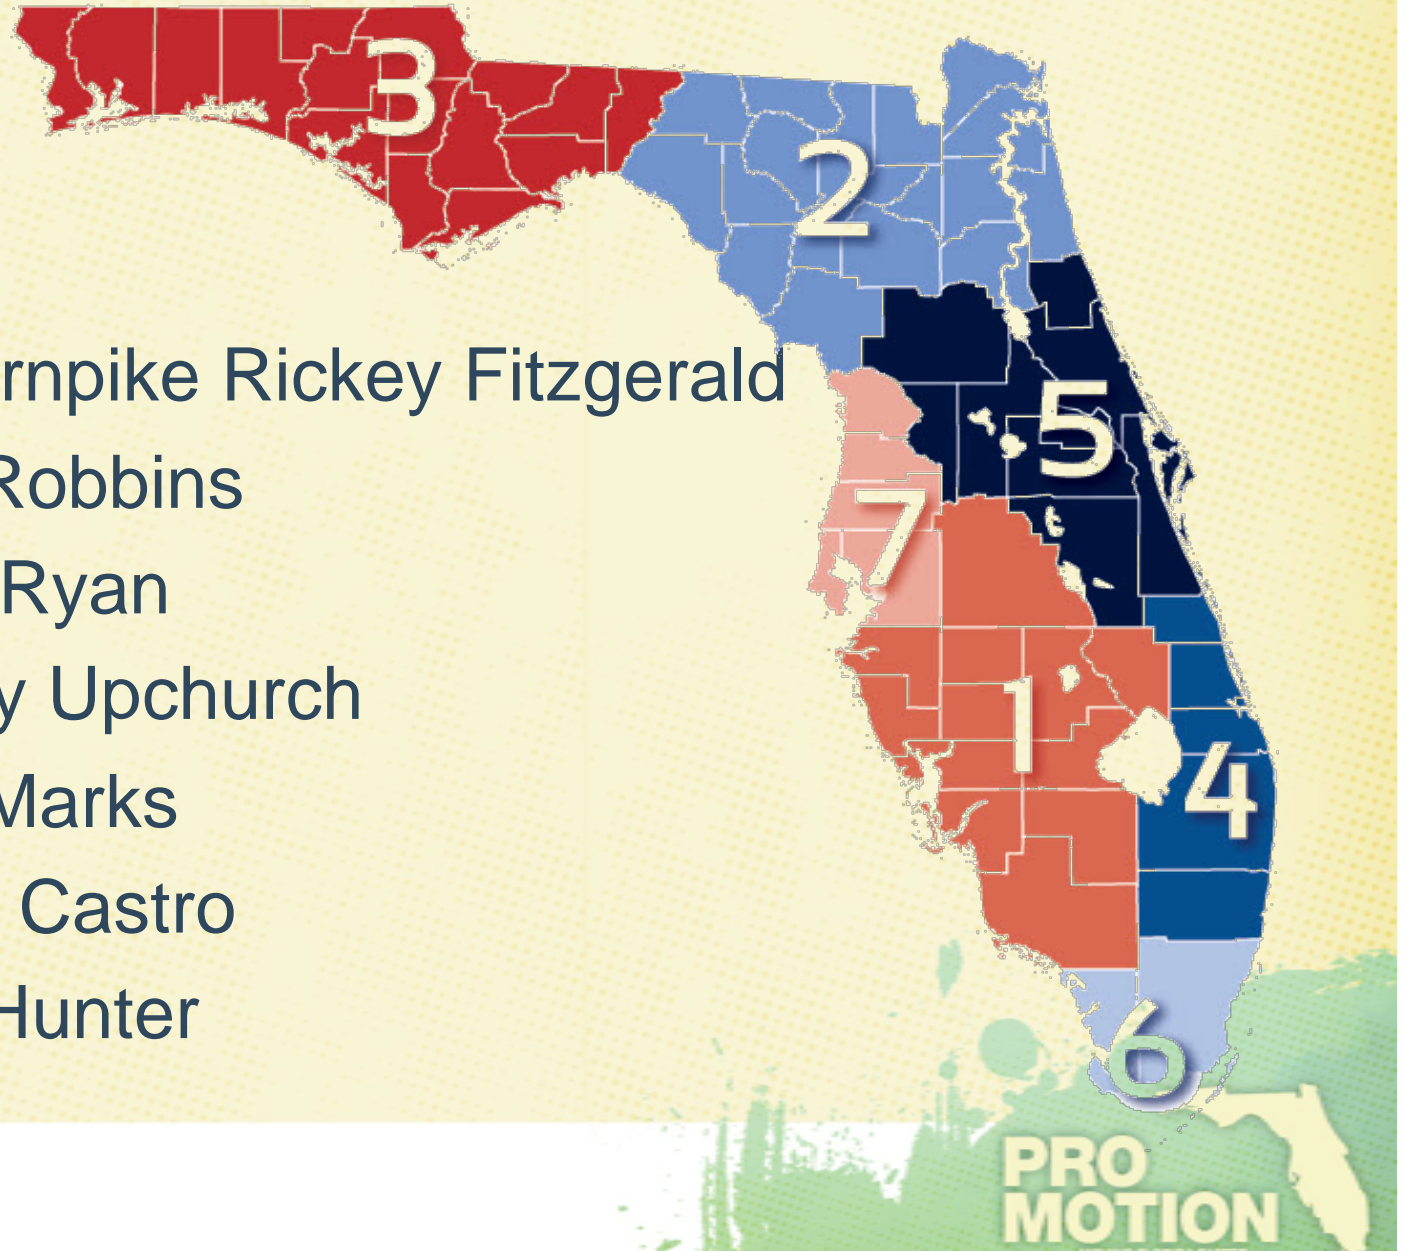 3
2
rnpike Rickey Fitzgerald
5
Robbins
7
Ryan
y Upchurch
1
4
Marks
Castro
Hunter
6
PRO
MOTION